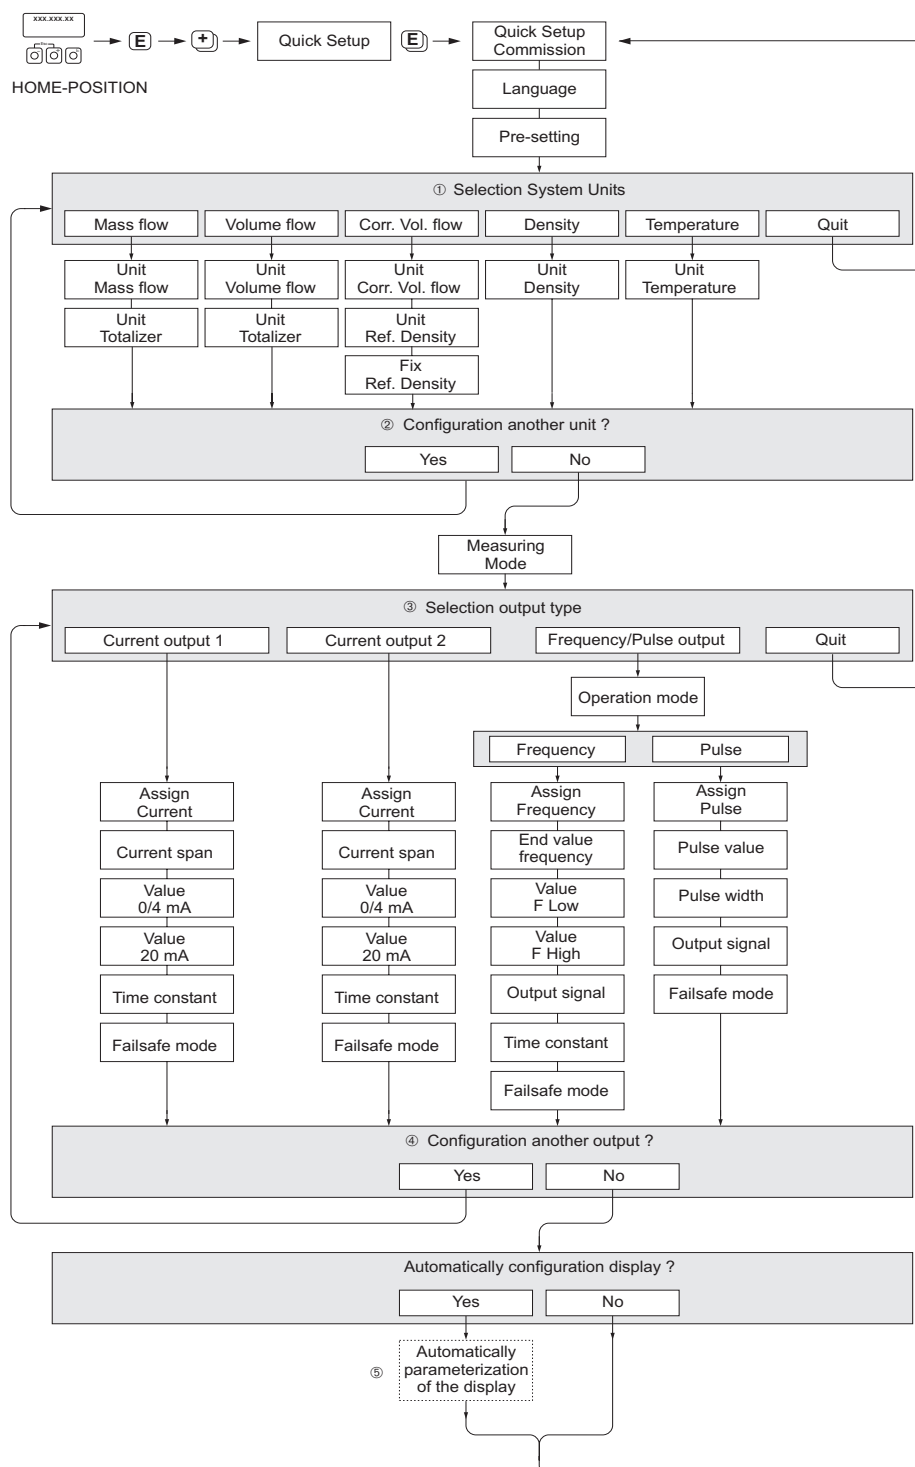 xxx.xxx.xx
Esc
E
+
Quick Setup
E
Quick Setup
Commission
HOME-POSITION
Language
Pre-setting
① Selection System Units
Mass flow
Volume flow
Corr. Vol. flow
Density
Temperature
Quit
Unit
Mass flow
Unit
Volume flow
Unit
Corr. Vol. flow
Unit
Density
Unit
Temperature
Unit
Totalizer
Unit
Totalizer
Unit
Ref. Density
Fix
Ref. Density
② Configuration another unit ?
Yes
No
Measuring
Mode
③ Selection output type
Current output 1
Current output 2
Frequency/Pulse output
Quit
Operation mode
Frequency
Pulse
Assign
Current
Current span
Value
0/4 mA
Value
20 mA
Time constant
Failsafe mode
Assign
Current
Current span
Value
0/4 mA
Value
20 mA
Time constant
Failsafe mode
Assign
Frequency
End value
frequency
Value
F Low
Value
F High
Output signal
Time constant
Failsafe mode
Assign
Pulse
Pulse value
Pulse width
Output signal
Failsafe mode
④ Configuration another output ?
Yes
No
Automatically configuration display ?
Yes
No
⑤
Automatically
parameterization
of the display